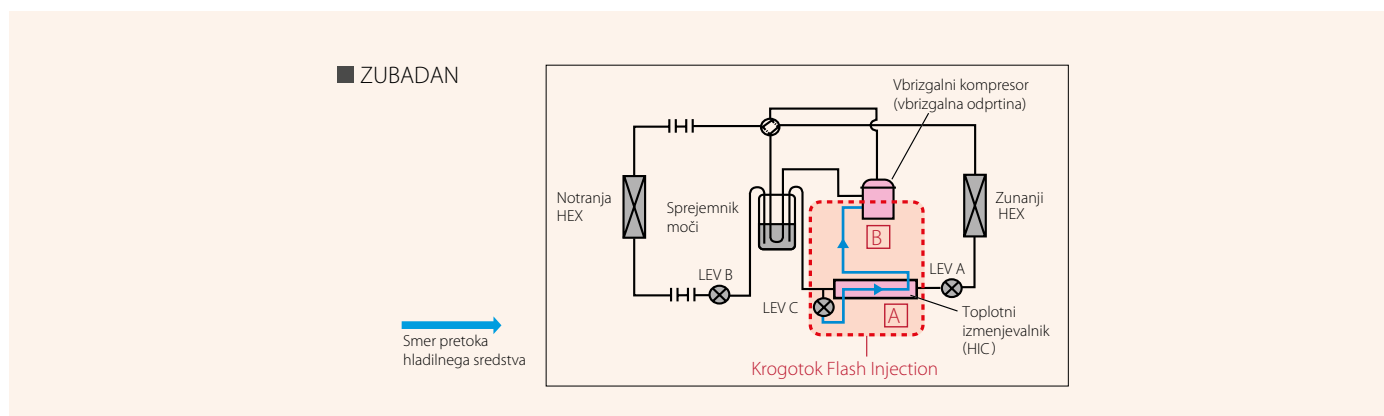 ZUBADAN
Vbrizgalni kompresor
(vbrizgalna odprtina)
Notranja
HEX
Sprejemnik
moči
Zunanji
HEX
B
LEV B
LEV A
LEV C
A
Toplotni
izmenjevalnik
(HIC)
Smer pretoka
hladilnega sredstva
Krogotok Flash Injection